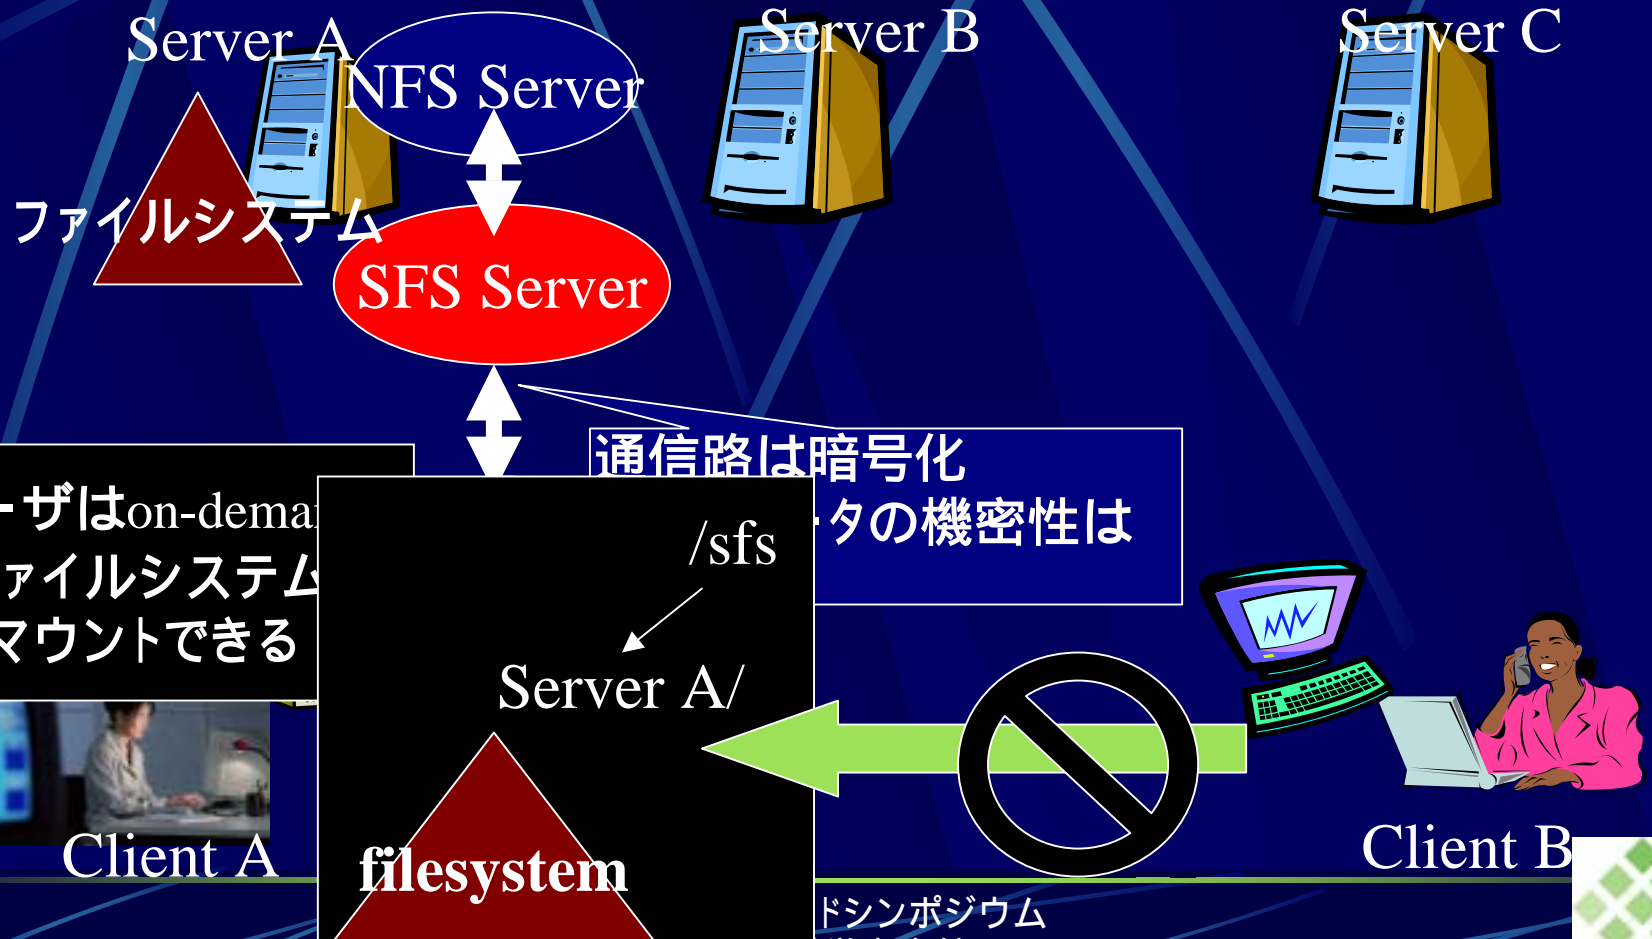 Server A
NFS Server
Server B
Server C
ファイルシステム
SFS Server
通信路は暗号化
タの機密性は
ーザはon-deman
ファイルシステム
マウントできる
/sfs
Server A/
filesystem
Client A
Client B
ドシンポジウム